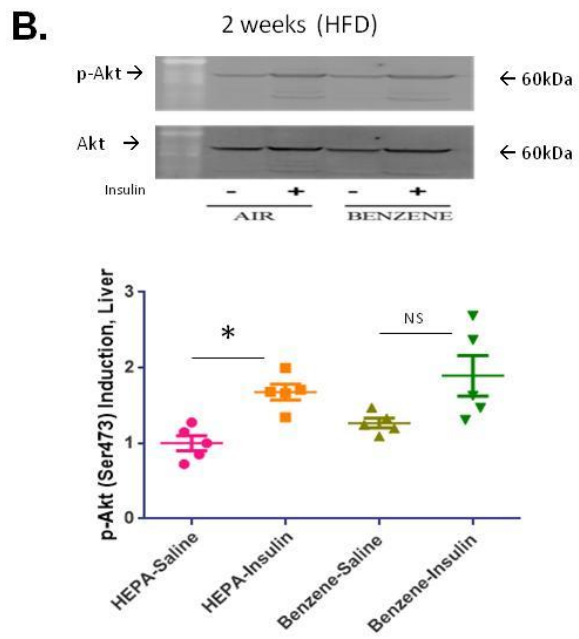 B.
2 weeks (HFD)
p-Akt → ← 60kDa
Akt → ← 60kDa
Insulin - + - +
AIR BENZENE
p-Akt (Ser473) Induction, Liver
3
2
1
0
* NS
HEPA-Saline
HEPA-Insulin
Benzene-Saline
Benzene-Insulin